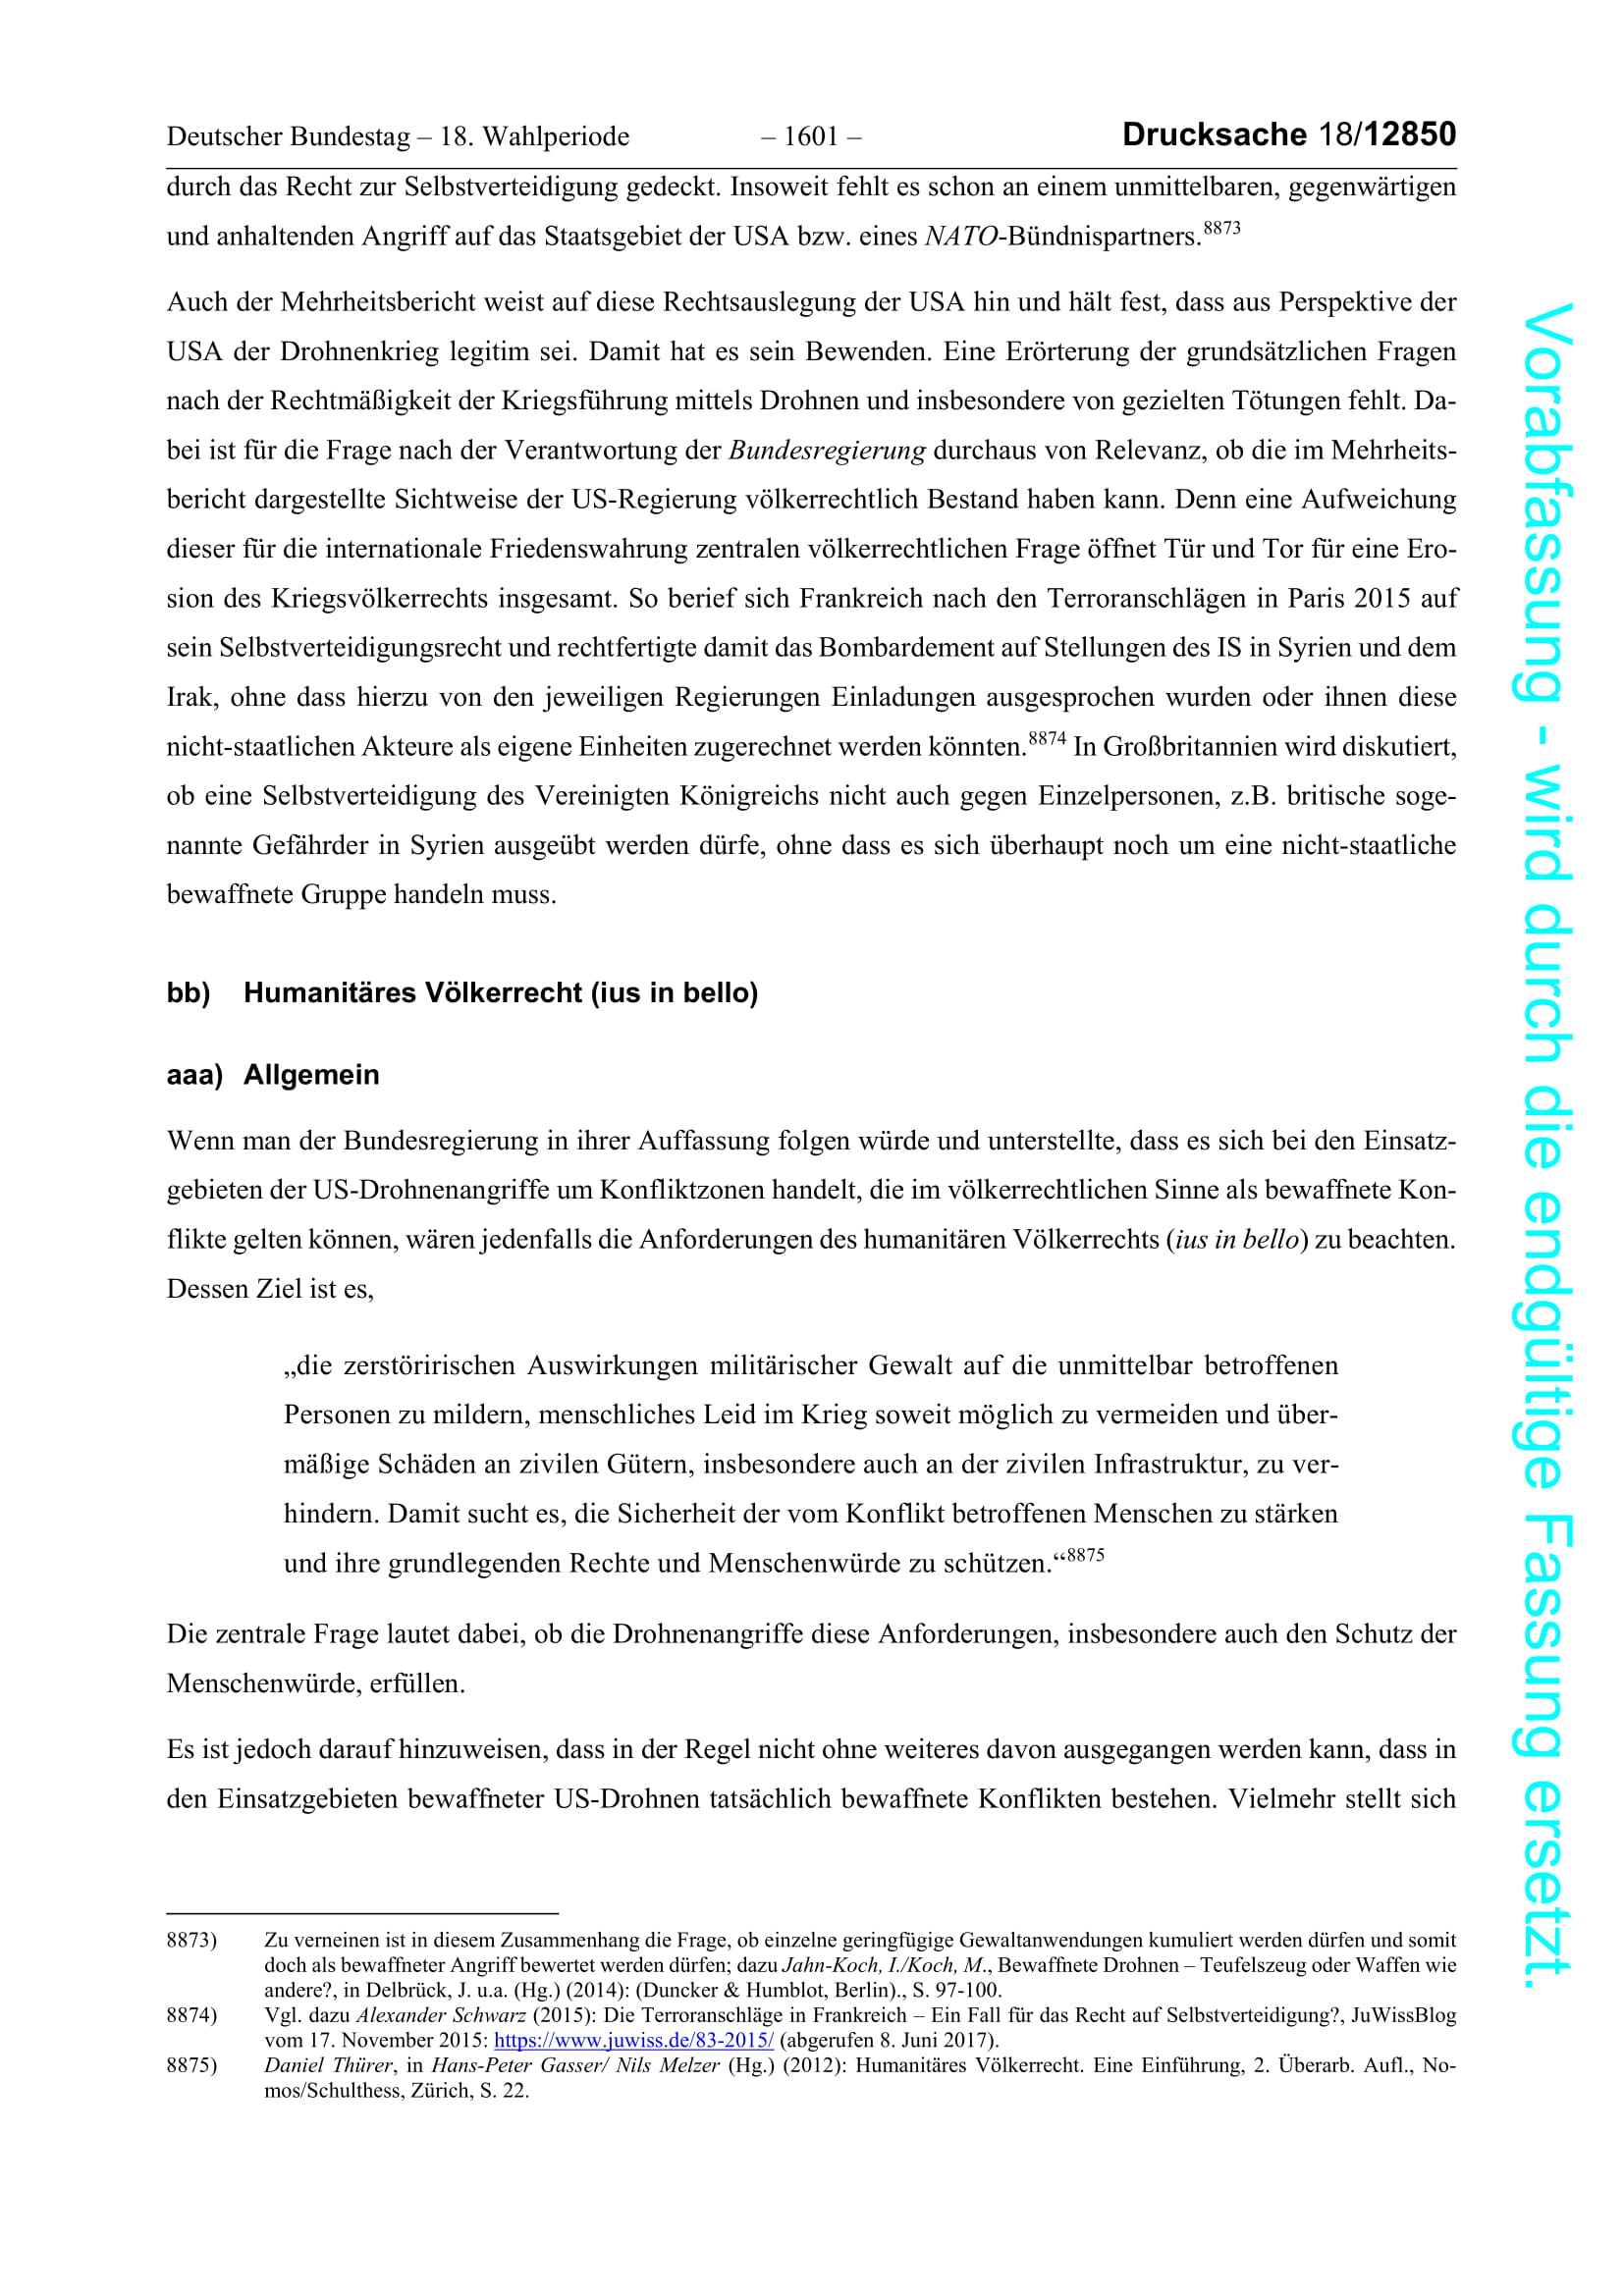 Deutscher Bundestag – 18. Wahlperiode – 1601 – Drucksache 18/12850
durch das Recht zur Selbstverteidigung gedeckt. Insoweit fehlt es schon an einem unmittelbaren, gegenwärtigen
und anhaltenden Angriff auf das Staatsgebiet der USA bzw. eines NATO-Bündnispartners.8873
Auch der Mehrheitsbericht weist auf diese Rechtsauslegung der USA hin und hält fest, dass aus Perspektive der
USA der Drohnenkrieg legitim sei. Damit hat es sein Bewenden. Eine Erörterung der grundsätzlichen Fragen
nach der Rechtmäßigkeit der Kriegsführung mittels Drohnen und insbesondere von gezielten Tötungen fehlt. Da-
bei ist für die Frage nach der Verantwortung der Bundesregierung durchaus von Relevanz, ob die im Mehrheits-
bericht dargestellte Sichtweise der US-Regierung völkerrechtlich Bestand haben kann. Denn eine Aufweichung
dieser für die internationale Friedenswahrung zentralen völkerrechtlichen Frage öffnet Tür und Tor für eine Ero-
sion des Kriegsvölkerrechts insgesamt. So berief sich Frankreich nach den Terroranschlägen in Paris 2015 auf
sein Selbstverteidigungsrecht und rechtfertigte damit das Bombardement auf Stellungen des IS in Syrien und dem
Irak, ohne dass hierzu von den jeweiligen Regierungen Einladungen ausgesprochen wurden oder ihnen diese
nicht-staatlichen Akteure als eigene Einheiten zugerechnet werden könnten.8874 In Großbritannien wird diskutiert,
ob eine Selbstverteidigung des Vereinigten Königreichs nicht auch gegen Einzelpersonen, z.B. britische soge-
nannte Gefährder in Syrien ausgeübt werden dürfe, ohne dass es sich überhaupt noch um eine nicht-staatliche
bewaffnete Gruppe handeln muss.
bb) Humanitäres Völkerrecht (ius in bello)
aaa) Allgemein
Wenn man der Bundesregierung in ihrer Auffassung folgen würde und unterstellte, dass es sich bei den Einsatz-
gebieten der US-Drohnenangriffe um Konfliktzonen handelt, die im völkerrechtlichen Sinne als bewaffnete Kon-
flikte gelten können, wären jedenfalls die Anforderungen des humanitären Völkerrechts (ius in bello) zu beachten.
Dessen Ziel ist es,
„die zerstöririschen Auswirkungen militärischer Gewalt auf die unmittelbar betroffenen
Personen zu mildern, menschliches Leid im Krieg soweit möglich zu vermeiden und über-
mäßige Schäden an zivilen Gütern, insbesondere auch an der zivilen Infrastruktur, zu ver-
hindern. Damit sucht es, die Sicherheit der vom Konflikt betroffenen Menschen zu stärken
und ihre grundlegenden Rechte und Menschenwürde zu schützen.“8875
Die zentrale Frage lautet dabei, ob die Drohnenangriffe diese Anforderungen, insbesondere auch den Schutz der
Menschenwürde, erfüllen.
Es ist jedoch darauf hinzuweisen, dass in der Regel nicht ohne weiteres davon ausgegangen werden kann, dass in
den Einsatzgebieten bewaffneter US-Drohnen tatsächlich bewaffnete Konflikten bestehen. Vielmehr stellt sich
8873) Zu verneinen ist in diesem Zusammenhang die Frage, ob einzelne geringfügige Gewaltanwendungen kumuliert werden dürfen und somit
doch als bewaffneter Angriff bewertet werden dürfen; dazu Jahn-Koch, I./Koch, M., Bewaffnete Drohnen – Teufelszeug oder Waffen wie
andere?, in Delbrück, J. u.a. (Hg.) (2014): (Duncker & Humblot, Berlin)., S. 97-100.
8874) Vgl. dazu Alexander Schwarz (2015): Die Terroranschläge in Frankreich – Ein Fall für das Recht auf Selbstverteidigung?, JuWissBlog
vom 17. November 2015: https://www.juwiss.de/83-2015/ (abgerufen 8. Juni 2017).
8875) Daniel Thürer, in Hans-Peter Gasser/ Nils Melzer (Hg.) (2012): Humanitäres Völkerrecht. Eine Einführung, 2. Überarb. Aufl., No-
mos/Schulthess, Zürich, S. 22.
Vorabfassung - wird durch die endgültige Fassung ersetzt.